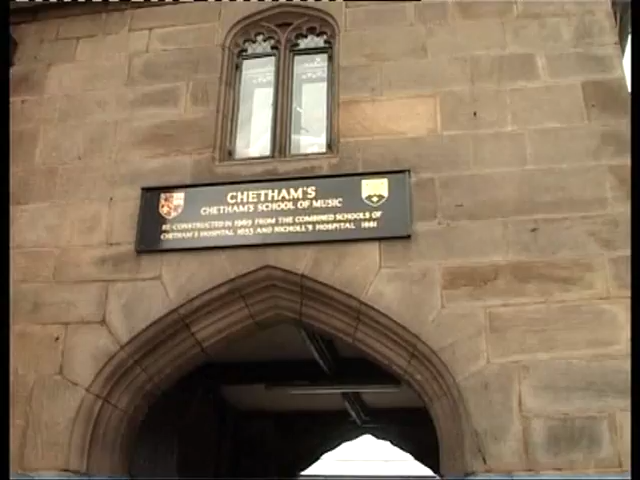 CHETHAM'S
CHETHAM'S SCHOOL OF MUSIC
RE-CONSTRUCTED IN 1969 FROM THE COMBINED SCHOOLS OF
CHETHAM'S HOSPITAL 1653 AND NICHOLL'S HOSPITAL 1881